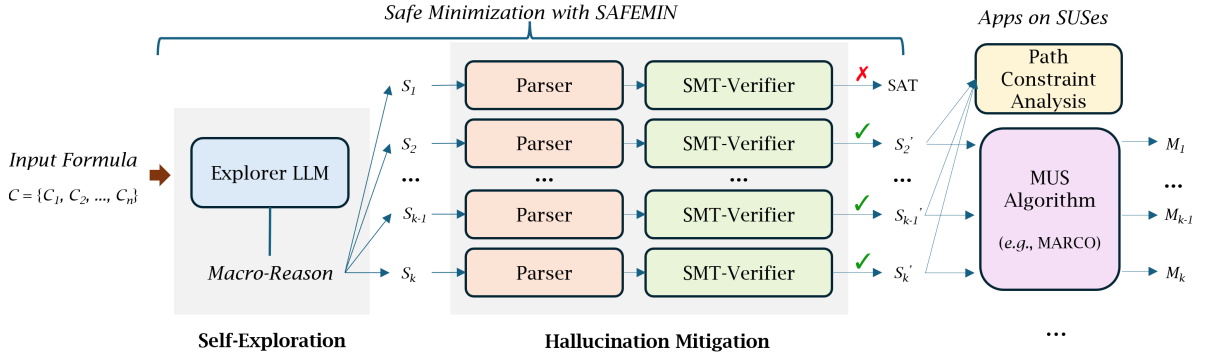 Safe Minimization with SAFEMIN
Apps on SUSes
Input Formula
C = {C1, C2, ..., Cn}
Explorer LLM
Macro-Reason
Self-Exploration
S1
Parser
SMT-Verifier
✗
SAT
S2
Parser
SMT-Verifier
✓
S2′
...
...
...
...
Sk-1
Parser
SMT-Verifier
✓
Sk-1′
Sk
Parser
SMT-Verifier
✓
Sk′
Hallucination Mitigation
Path
Constraint
Analysis
MUS
Algorithm
(e.g., MARCO)
M1
...
Mk-1
Mk
...